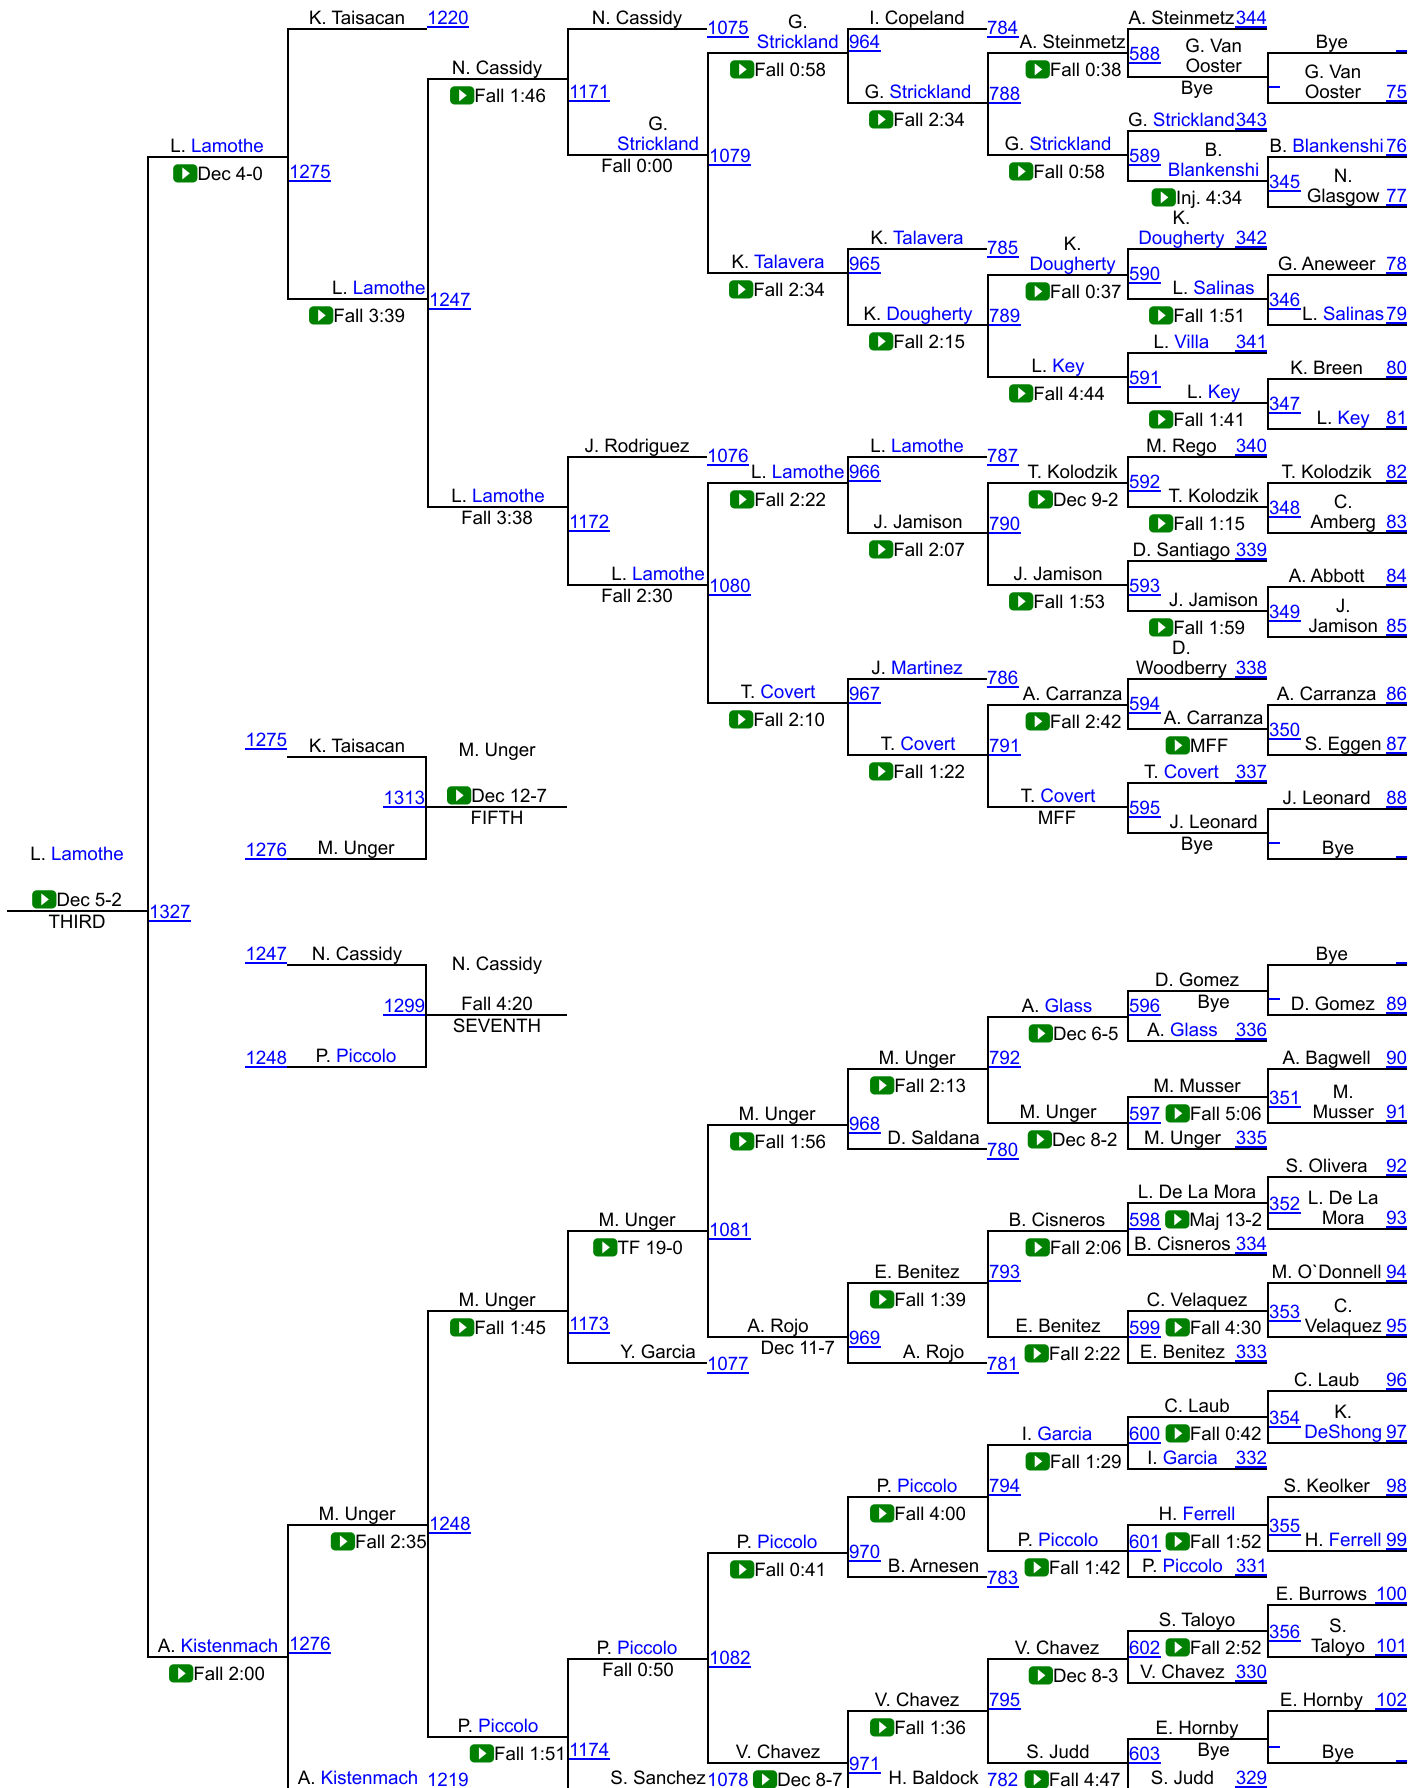 K. Taisacan 1220
N. Cassidy
1075
G.
Strickland
964
Fall 0:58
I. Copeland
784
A. Steinmetz
Fall 0:38
A. Steinmetz 344
588
G. Van
Ooster
Bye
Bye
G. Van
Ooster 75
N. Cassidy
Fall 1:46
1171
G. Strickland
Fall 2:34
788
G.
Strickland
Fall 0:00
1079
G. Strickland
Fall 0:58
G. Strickland 343
589
B.
Blankenshi
Inj. 4:34
B. Blankenshi 76
345
N.
Glasgow 77
L. Lamothe
Dec 4-0
1275
K. Talavera
Fall 2:34
K. Talavera
785
965
K.
Dougherty
Fall 0:37
K.
Dougherty 342
590
L. Salinas
Fall 1:51
G. Aneweer 78
346
L. Salinas 79
L. Lamothe
Fall 3:39
1247
K. Dougherty
Fall 2:15
789
L. Key
Fall 4:44
L. Villa 341
591
L. Key
Fall 1:41
K. Breen 80
347
L. Key 81
J. Rodriguez
1076
L. Lamothe
Fall 2:22
966
L. Lamothe
787
T. Kolodzik
Dec 9-2
M. Rego 340
592
T. Kolodzik
Fall 1:15
T. Kolodzik 82
348
C.
Amberg 83
L. Lamothe
Fall 3:38
1172
J. Jamison
Fall 2:07
790
L. Lamothe
Fall 2:30
1080
J. Jamison
Fall 1:53
D. Santiago 339
593
J. Jamison
Fall 1:59
A. Abbott 84
349
J.
Jamison 85
T. Covert
Fall 2:10
J. Martinez
786
967
A. Carranza
Fall 2:42
D.
Woodberry 338
594
A. Carranza
MFF
A. Carranza 86
350
S. Eggen 87
T. Covert
Fall 1:22
791
T. Covert
MFF
T. Covert 337
595
J. Leonard
Bye
J. Leonard 88
Bye
1275
K. Taisacan
M. Unger
1313
Dec 12-7
FIFTH
1276
M. Unger
L. Lamothe
Dec 5-2
THIRD
1327
1247
N. Cassidy
N. Cassidy
1299
Fall 4:20
SEVENTH
1248
P. Piccolo
A. Glass
Dec 6-5
D. Gomez
596
Bye
A. Glass 336
Bye
D. Gomez 89
M. Unger
Fall 2:13
792
M. Unger
Fall 1:56
968
D. Saldana
780
M. Unger
Dec 8-2
M. Musser
597
Fall 5:06
M. Unger 335
A. Bagwell 90
351
M.
Musser 91
M. Unger
TF 19-0
1081
B. Cisneros
Fall 2:06
L. De La Mora
598
Maj 13-2
B. Cisneros 334
S. Olivera 92
352
L. De La
Mora 93
M. Unger
Fall 1:45
1173
Y. Garcia
1077
A. Rojo
Dec 11-7
E. Benitez
Fall 1:39
793
969
A. Rojo
781
E. Benitez
Fall 2:22
C. Velaquez
599
Fall 4:30
E. Benitez 333
M. O`Donnell 94
353
C.
Velaquez 95
I. Garcia
Fall 1:29
C. Laub
600
Fall 0:42
I. Garcia 332
C. Laub 96
354
K.
DeShong 97
M. Unger
Fall 2:35
1248
P. Piccolo
Fall 4:00
794
P. Piccolo
Fall 0:41
970
B. Arnesen
783
P. Piccolo
Fall 1:42
H. Ferrell
601
Fall 1:52
P. Piccolo 331
S. Keolker 98
355
H. Ferrell 99
A. Kistenmach
Fall 2:00
1276
P. Piccolo
Fall 0:50
1082
V. Chavez
Dec 8-3
S. Taloyo
602
Fall 2:52
V. Chavez 330
E. Burrows 100
356
S.
Taloyo 101
P. Piccolo
Fall 1:51
1174
V. Chavez
Fall 1:36
795
V. Chavez
Dec 8-7
971
H. Baldock 782
S. Judd
Fall 4:47
E. Hornby
603
Bye
S. Judd 329
E. Hornby 102
Bye
A. Kistenmach 1219
S. Sanchez 1078